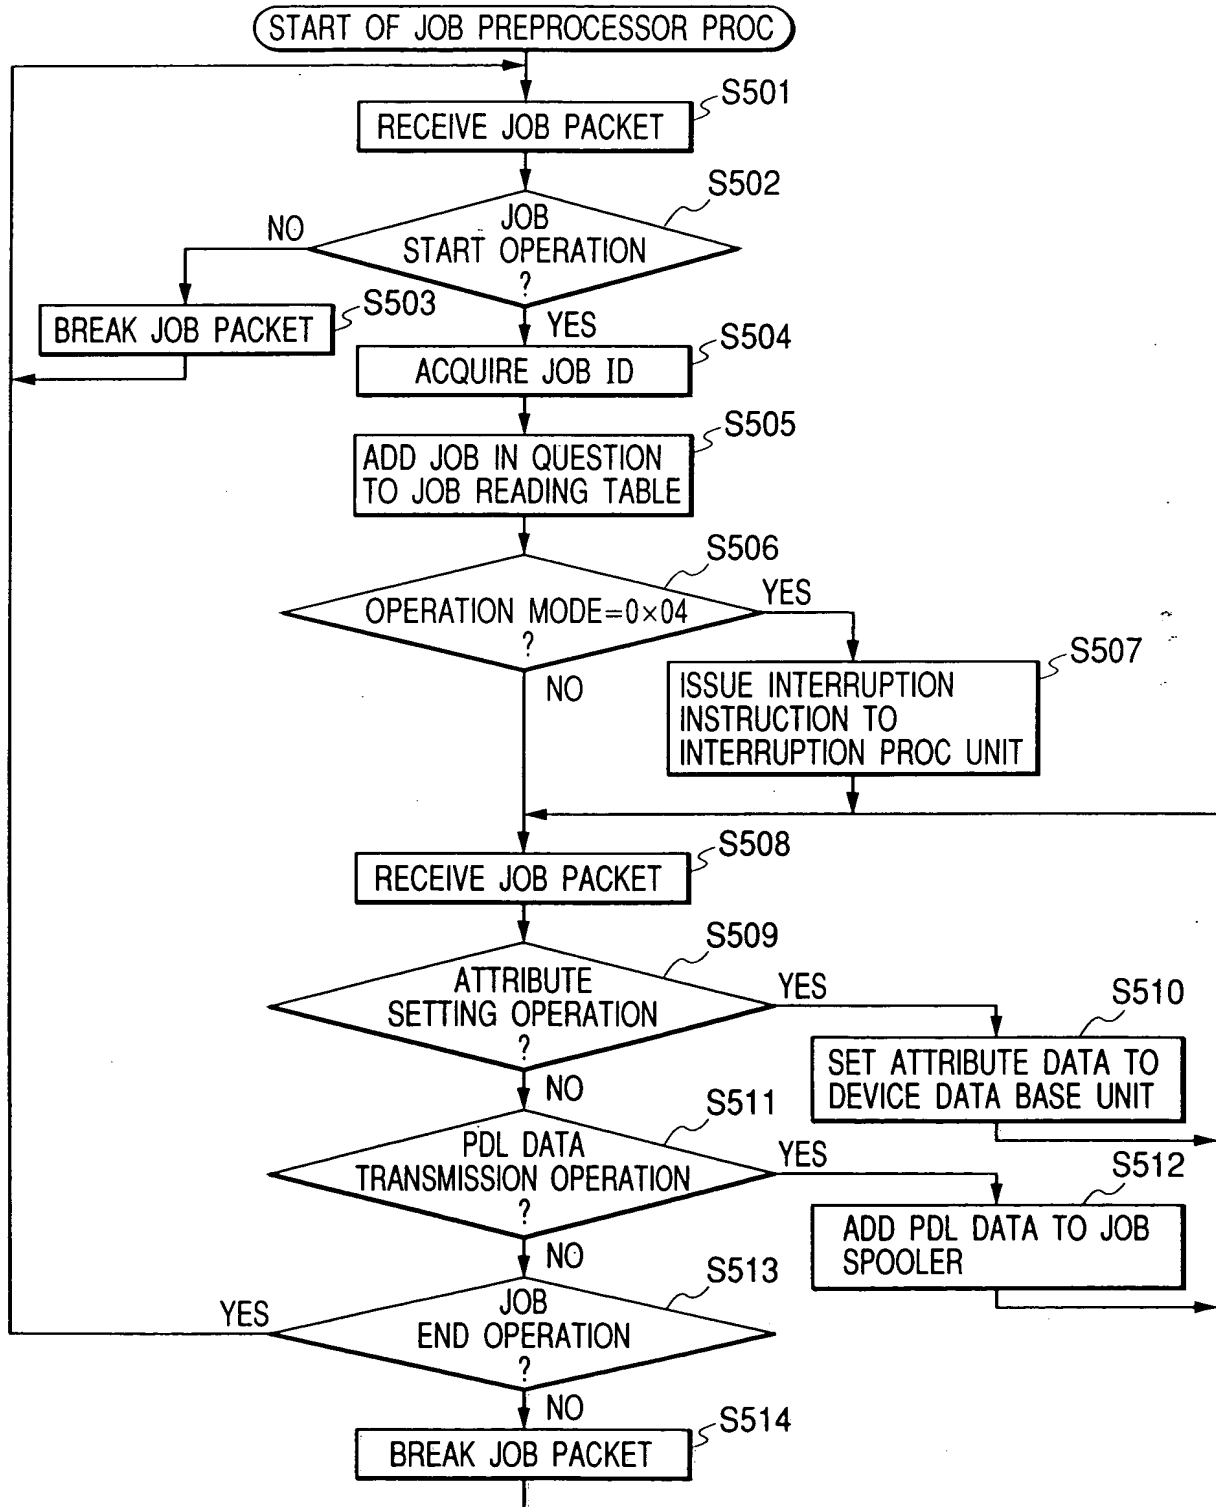 START OF JOB PREPROCESSOR PROC
S501
RECEIVE JOB PACKET
S502
JOB
START OPERATION
?
NO
YES
S503
BREAK JOB PACKET
S504
ACQUIRE JOB ID
S505
ADD JOB IN QUESTION
TO JOB READING TABLE
S506
OPERATION MODE=0×04
?
YES
NO
S507
ISSUE INTERRUPTION
INSTRUCTION TO
INTERRUPTION PROC UNIT
S508
RECEIVE JOB PACKET
S509
ATTRIBUTE
SETTING OPERATION
?
YES
NO
S510
SET ATTRIBUTE DATA TO
DEVICE DATA BASE UNIT
S511
PDL DATA
TRANSMISSION OPERATION
?
YES
NO
S512
ADD PDL DATA TO JOB
SPOOLER
S513
JOB
END OPERATION
?
YES
NO
S514
BREAK JOB PACKET